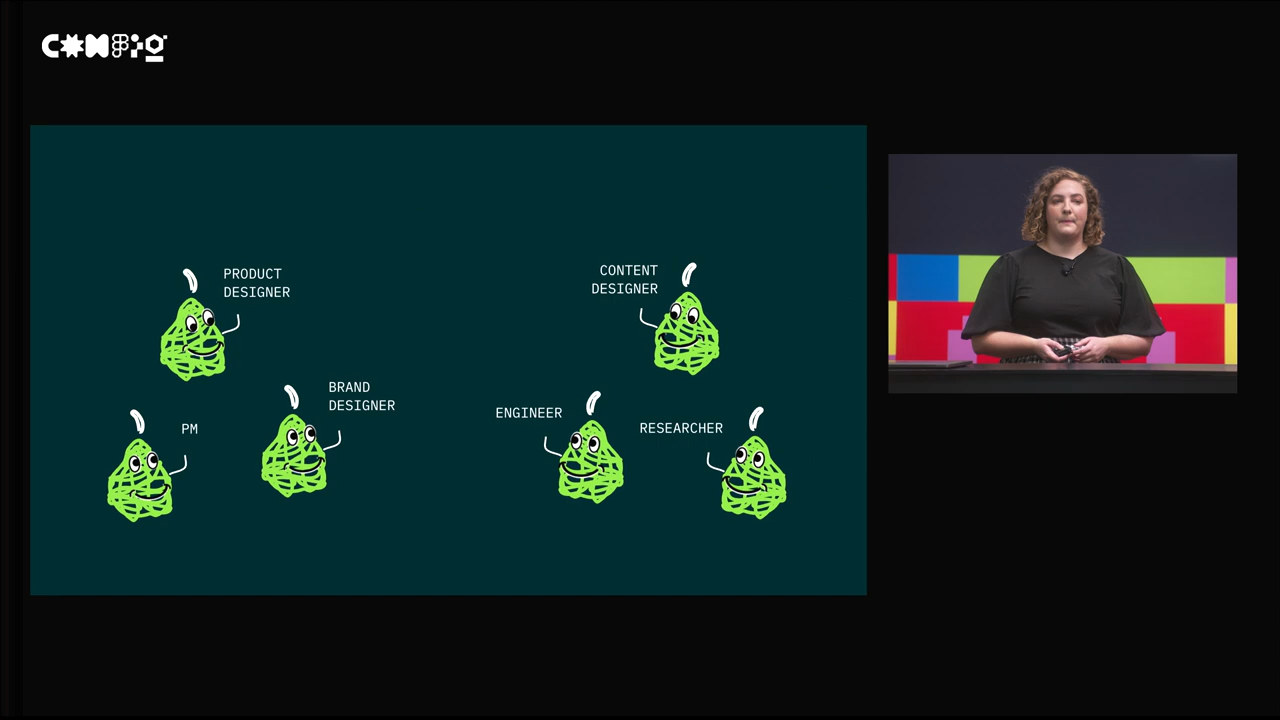 CONFIG
PRODUCT
DESIGNER
CONTENT
DESIGNER
BRAND
DESIGNER
PM
ENGINEER
RESEARCHER